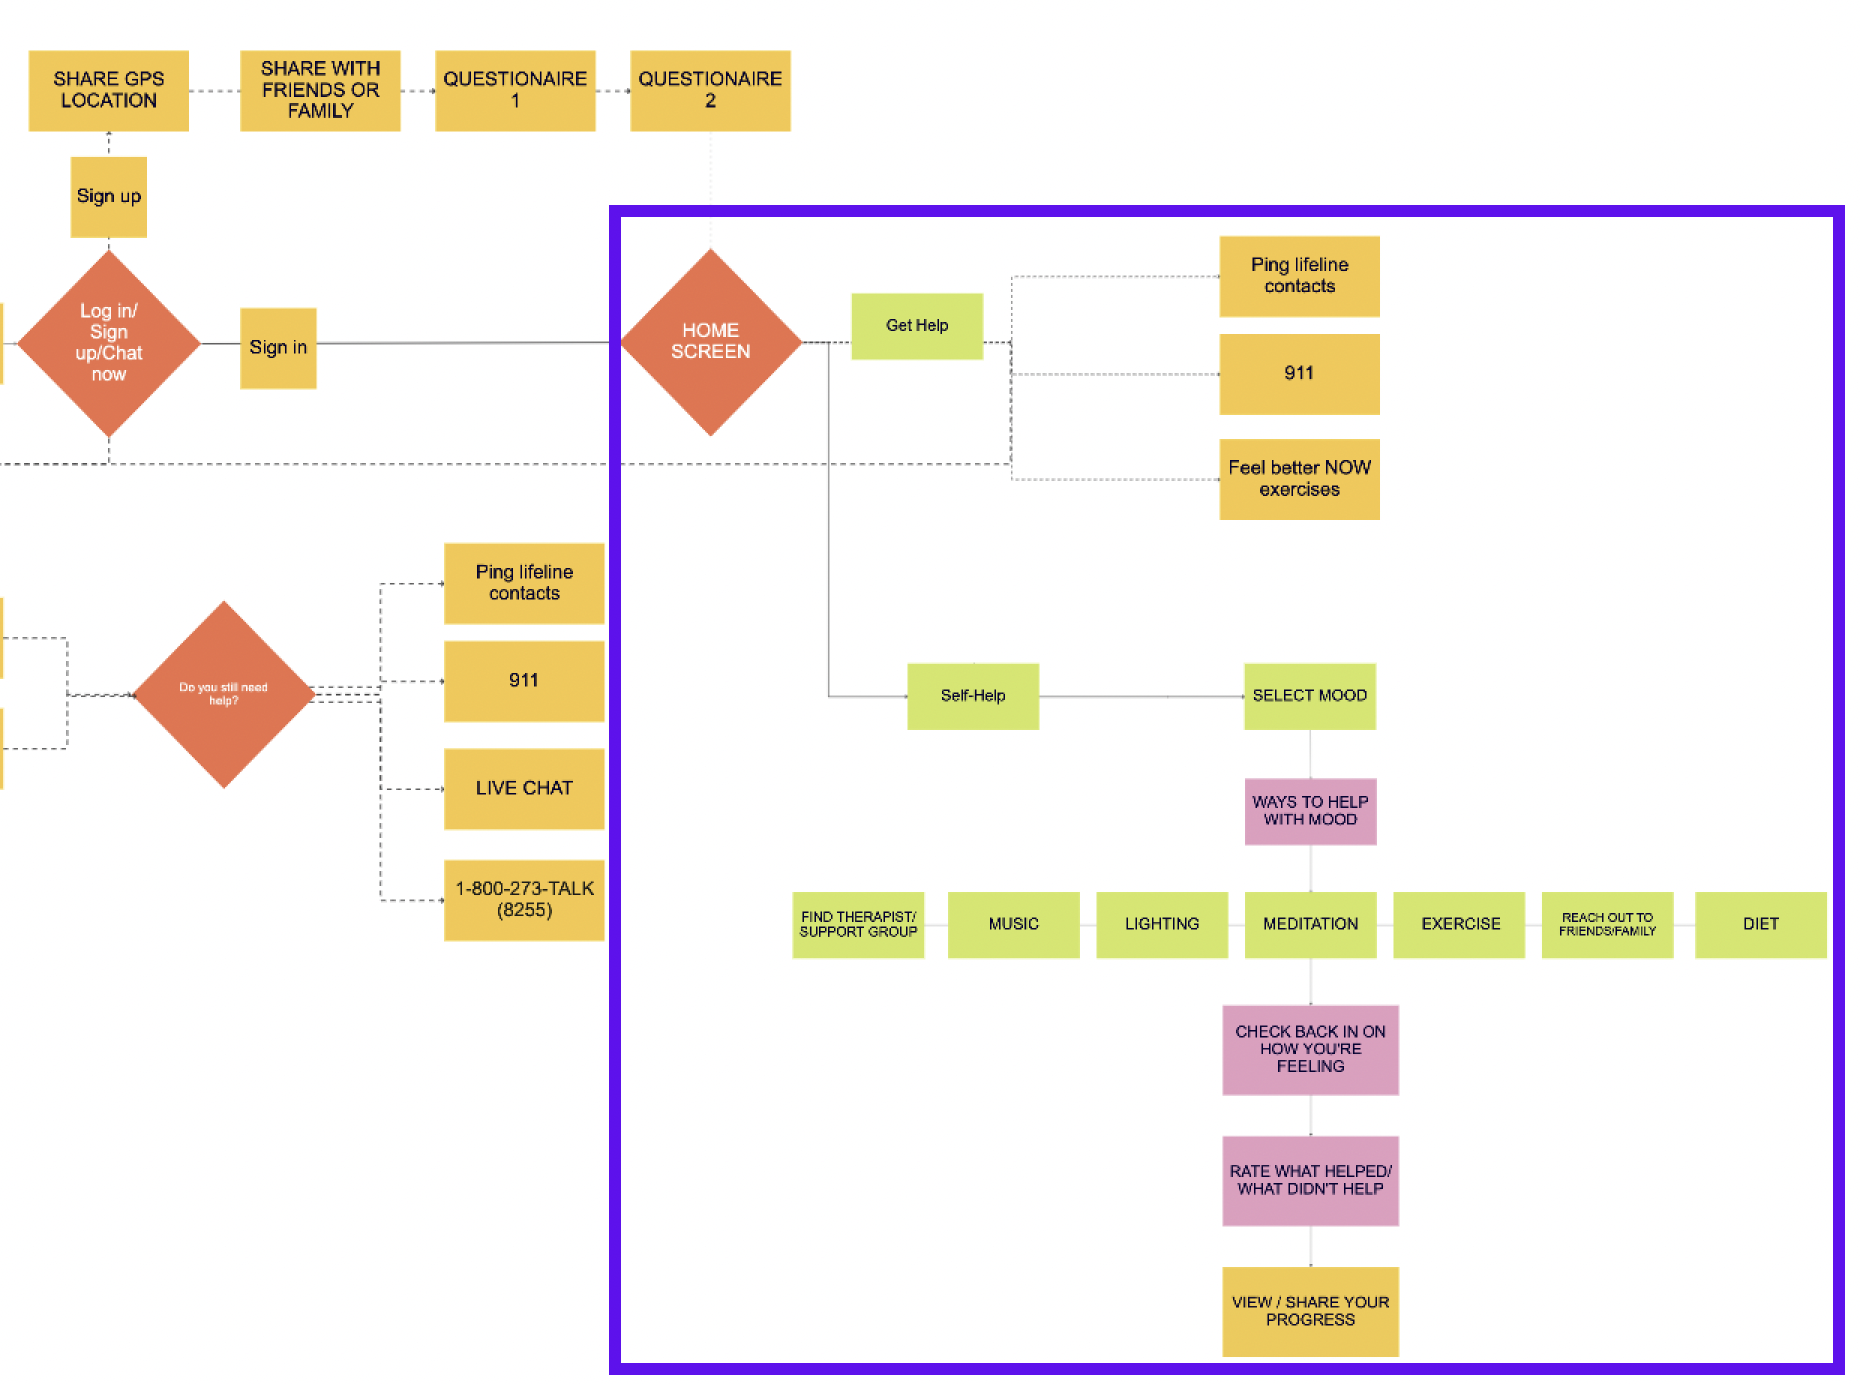 SHARE GPS
LOCATION
SHARE WITH
FRIENDS OR
FAMILY
QUESTIONAIRE
1
QUESTIONAIRE
2
Sign up
Log in/
Sign
up/Chat
now
Sign in
HOME
SCREEN
Get Help
Ping lifeline
contacts
911
Feel better NOW
exercises
Do you still need
help?
Ping lifeline
contacts
911
LIVE CHAT
1-800-273-TALK
(8255)
Self-Help
SELECT MOOD
WAYS TO HELP
WITH MOOD
FIND THERAPIST/
SUPPORT GROUP
MUSIC
LIGHTING
MEDITATION
EXERCISE
REACH OUT TO
FRIENDS/FAMILY
DIET
CHECK BACK IN ON
HOW YOU'RE
FEELING
RATE WHAT HELPED/
WHAT DIDN'T HELP
VIEW / SHARE YOUR
PROGRESS